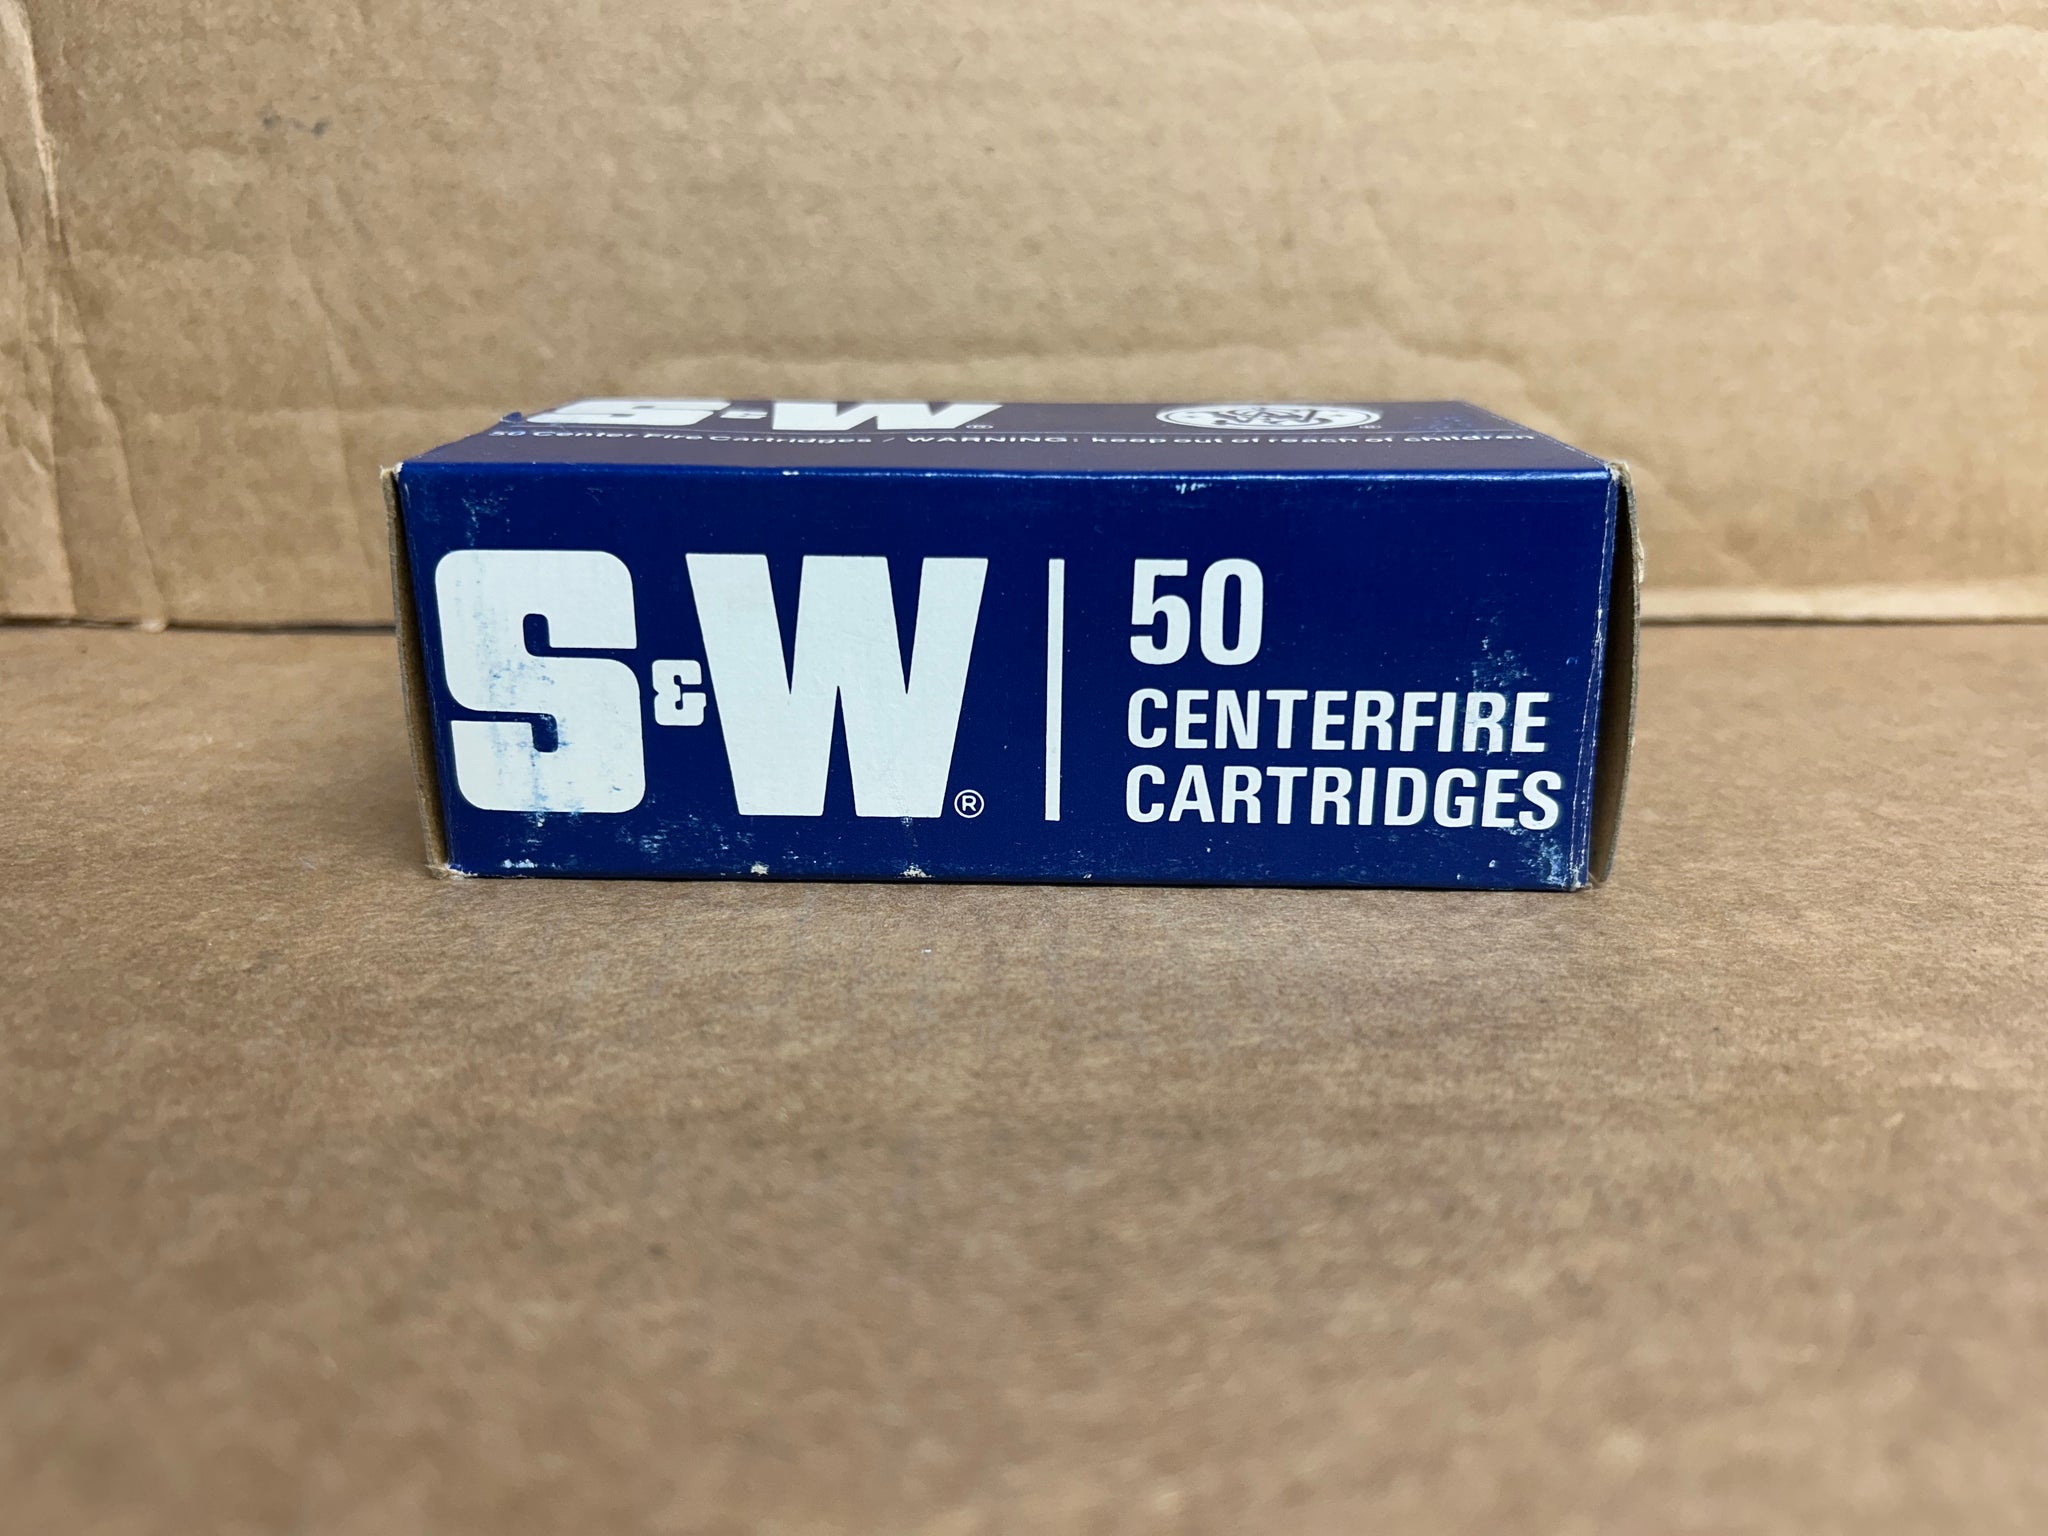 S&W®
50 Center Fire Cartridges / WARNING: keep out of reach of children
S&W®
50
CENTERFIRE
CARTRIDGES